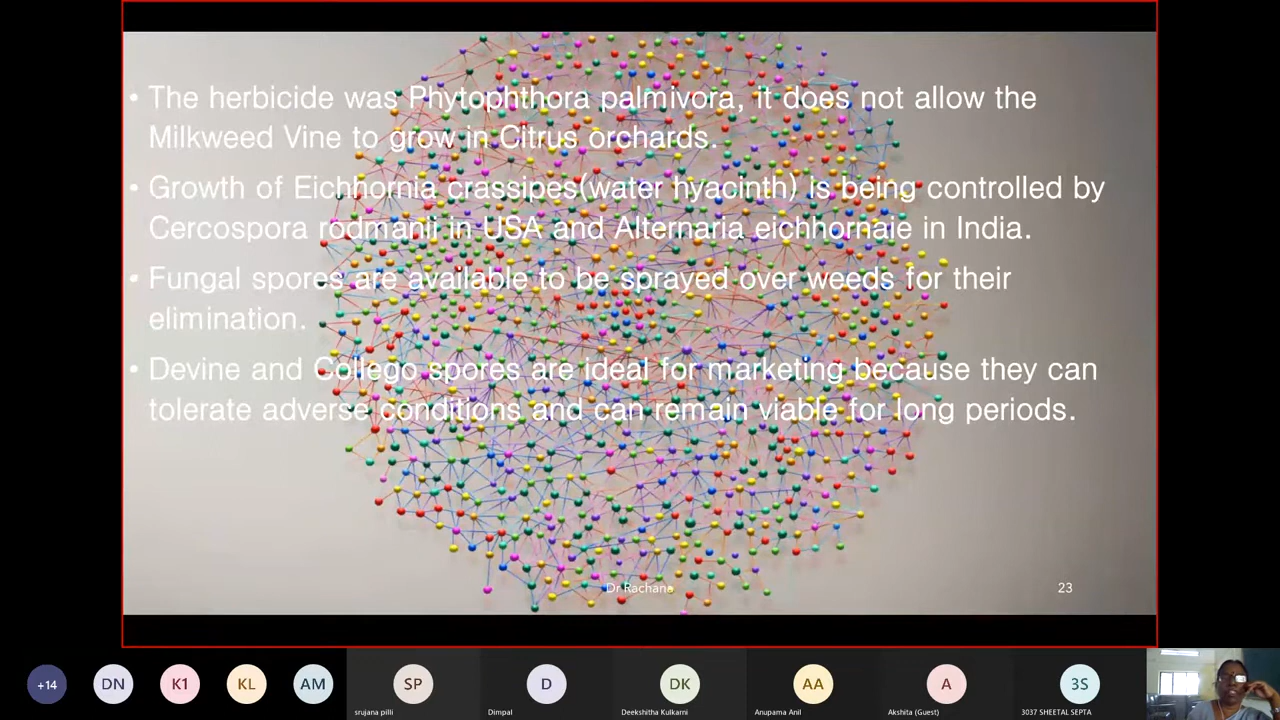 • The herbicide was Phytophthora palmivora, it does not allow the
Milkweed Vine to grow in Citrus orchards.
• Growth of Eichhornia crassipes(water hyacinth) is being controlled by
Cercospora rodmanii in USA and Alternaria eichhornaie in India.
• Fungal spores are available to be sprayed over weeds for their
elimination.
• Devine and Collego spores are ideal for marketing because they can
tolerate adverse conditions and can remain viable for long periods.
Dr Rachana
23
+14
DN
K1
KL
AM
SP
D
DK
AA
A
3S
srujana pilli
Dimpal
Deekshitha Kulkarni
Anupama Anil
Akshita (Guest)
3037 SHEETAL SEPTA